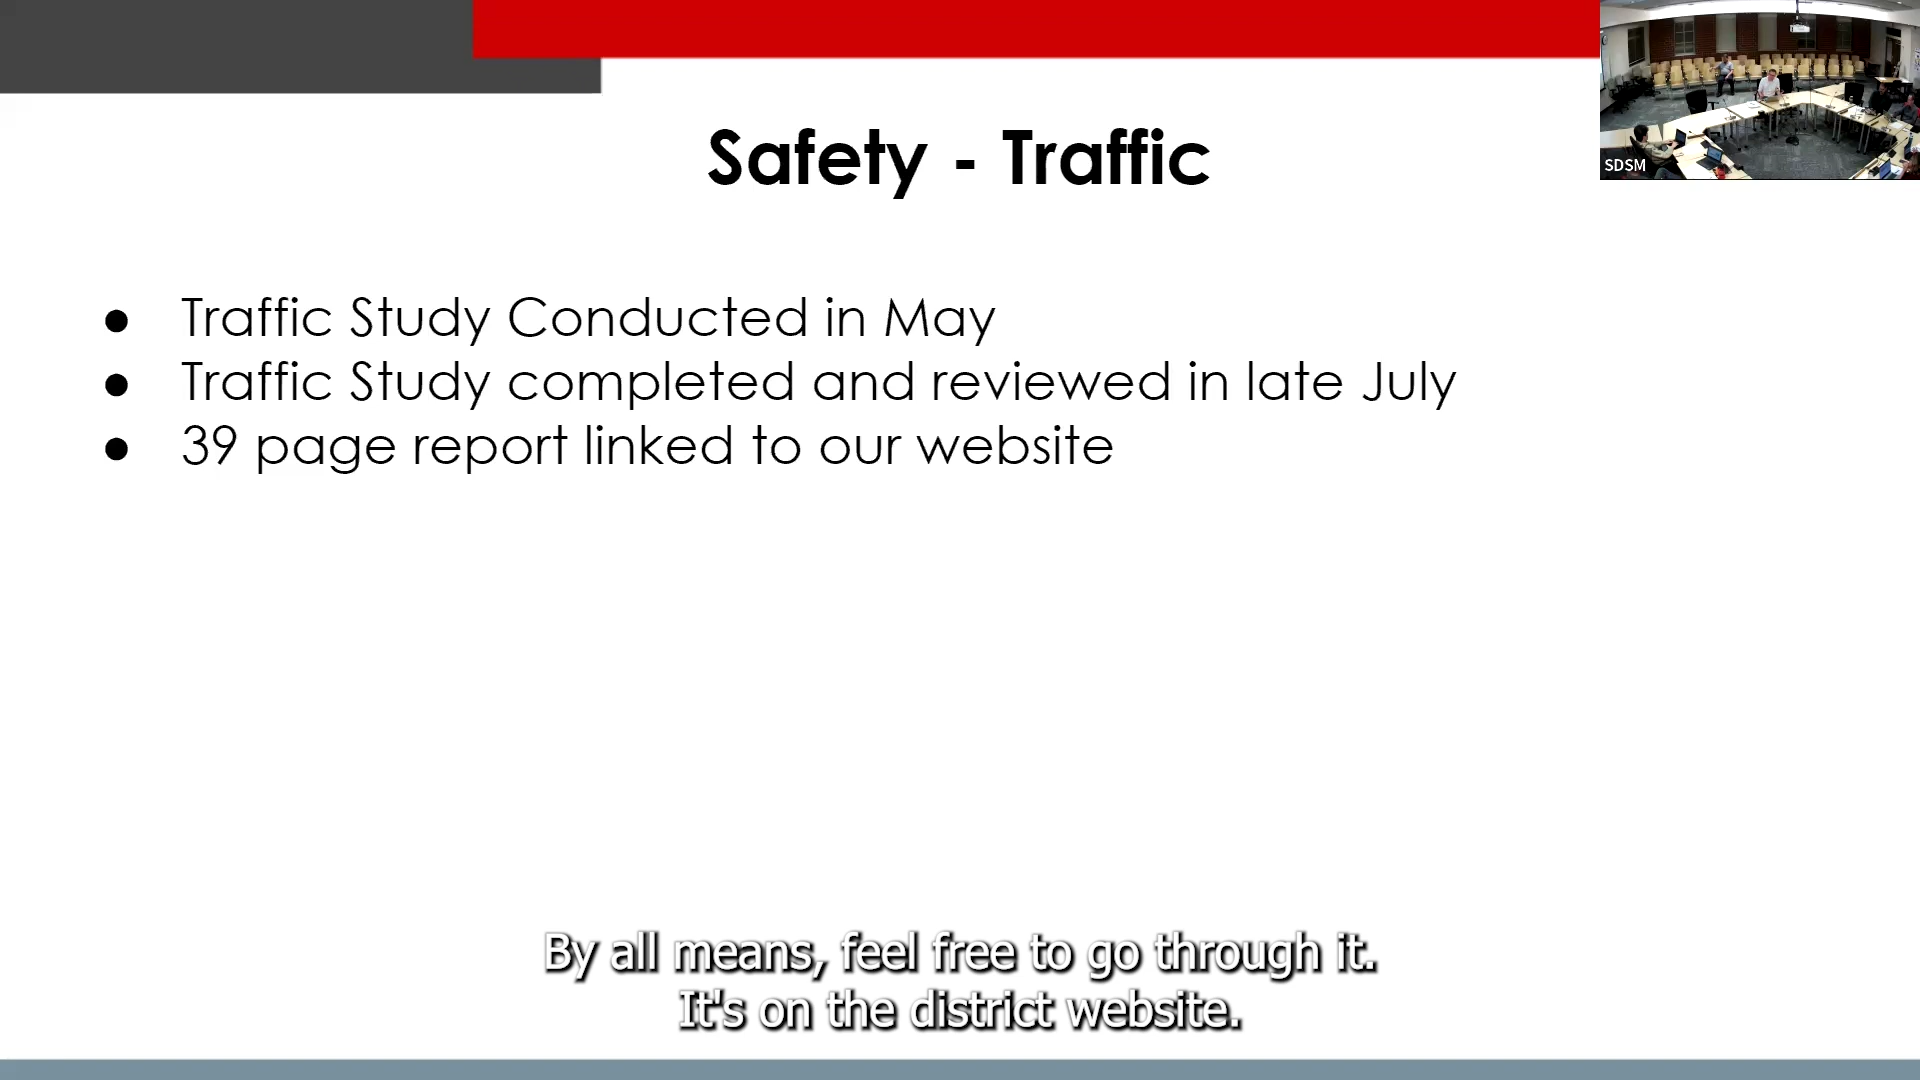 Safety - Traffic
SDSM
● Traffic Study Conducted in May
● Traffic Study completed and reviewed in late July
● 39 page report linked to our website
By all means, feel free to go through it.
It's on the district website.